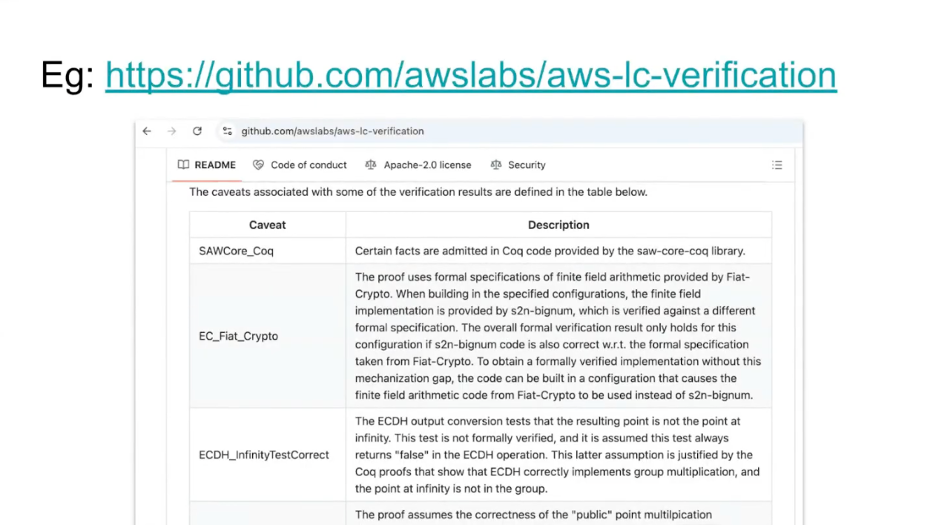 Eg: https://github.com/awslabs/aws-lc-verification
github.com/awslabs/aws-lc-verification
README Code of conduct Apache-2.0 license Security
The caveats associated with some of the verification results are defined in the table below.
Caveat Description
SAWCore_Coq Certain facts are admitted in Coq code provided by the saw-core-coq library.
The proof uses formal specifications of finite field arithmetic provided by Fiat-
Crypto. When building in the specified configurations, the finite field
implementation is provided by s2n-bignum, which is verified against a different
formal specification. The overall formal verification result only holds for this
EC_Fiat_Crypto configuration if s2n-bignum code is also correct w.r.t. the formal specification
taken from Fiat-Crypto. To obtain a formally verified implementation without this
mechanization gap, the code can be built in a configuration that causes the
finite field arithmetic code from Fiat-Crypto to be used instead of s2n-bignum.
The ECDH output conversion tests that the resulting point is not the point at
infinity. This test is not formally verified, and it is assumed this test always
ECDH_InfinityTestCorrect returns "false" in the ECDH operation. This latter assumption is justified by the
Coq proofs that show that ECDH correctly implements group multiplication, and
the point at infinity is not in the group.
The proof assumes the correctness of the "public" point multilpication